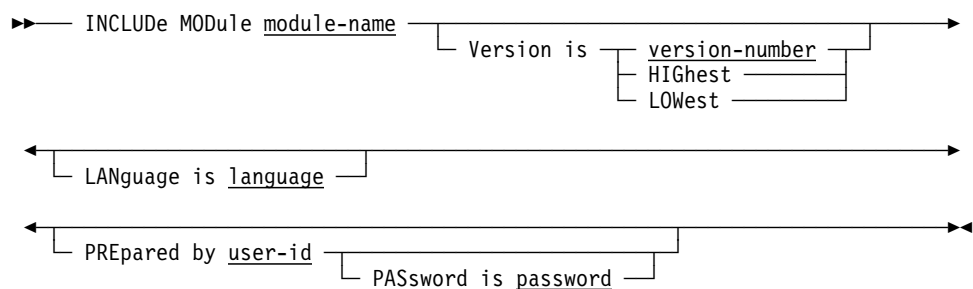 INCLUDe MODule module-name
Version is version-number
HIGhest
LOWest
LANguage is language
PREpared by user-id
PASsword is password